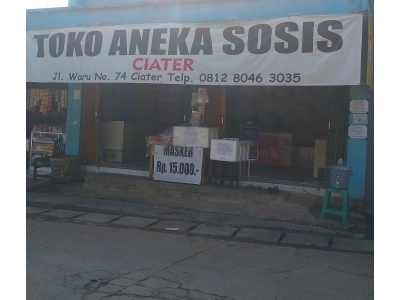 TOKO ANEKA SOSIS
CIATER
Jl. Waru No. 74 Ciater Telp. 0812 8046 3035
MASKER
Rp. 15.000,-